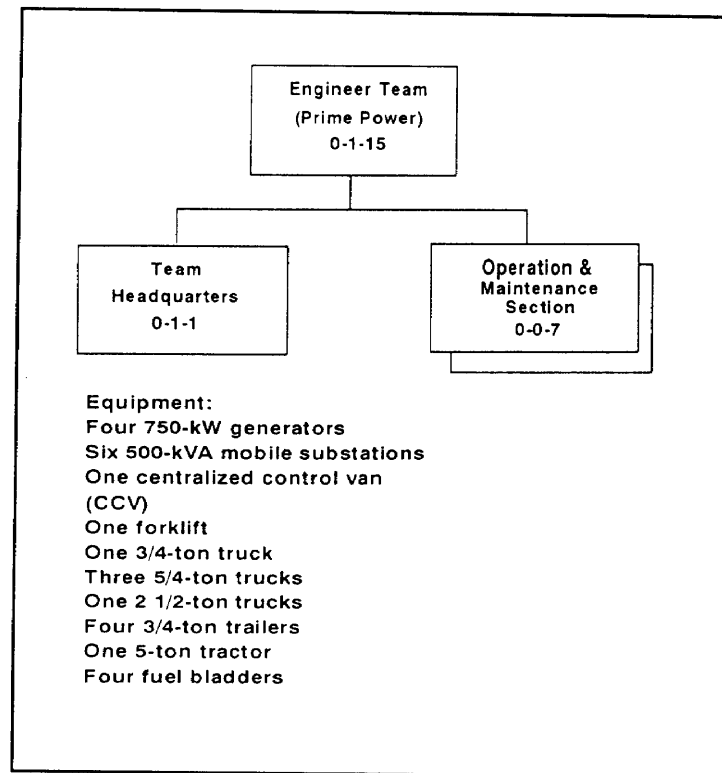 Engineer Team
(Prime Power)
0-1-15
Team
Headquarters
0-1-1
Operation &
Maintenance
Section
0-0-7
Equipment:
Four 750-kW generators
Six 500-kVA mobile substations
One centralized control van
(CCV)
One forklift
One 3/4-ton truck
Three 5/4-ton trucks
One 2 1/2-ton trucks
Four 3/4-ton trailers
One 5-ton tractor
Four fuel bladders